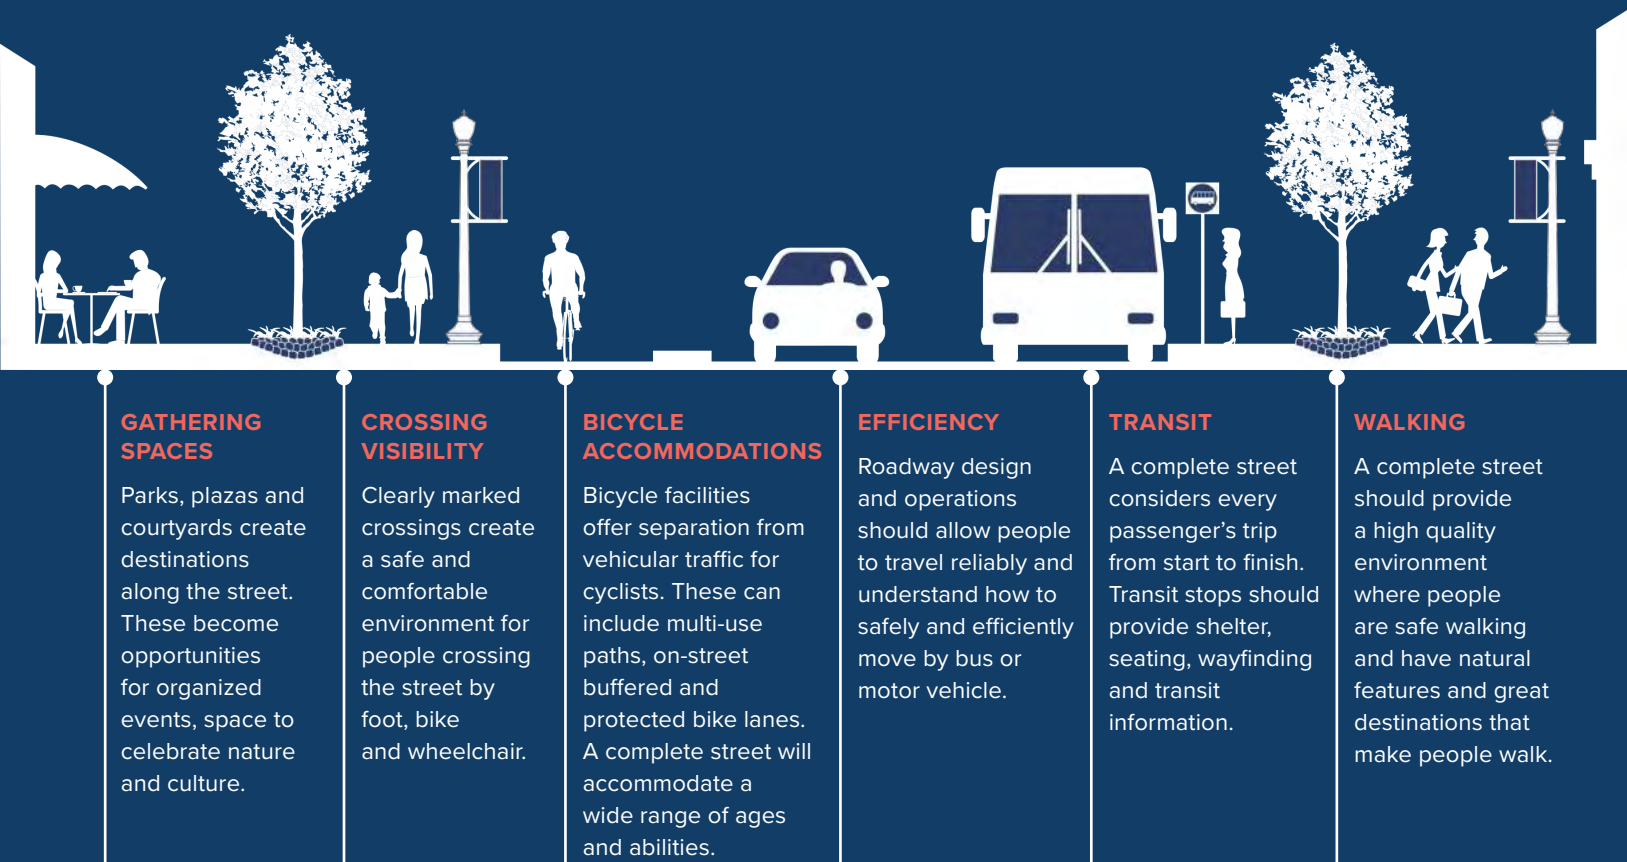 GATHERING
SPACES
Parks, plazas and
courtyards create
destinations
along the street.
These become
opportunities
for organized
events, space to
celebrate nature
and culture.
CROSSING
VISIBILITY
Clearly marked
crossings create
a safe and
comfortable
environment for
people crossing
the street by
foot, bike
and wheelchair.
BICYCLE
ACCOMMODATIONS
Bicycle facilities
offer separation from
vehicular traffic for
cyclists. These can
include multi-use
paths, on-street
buffered and
protected bike lanes.
A complete street will
accommodate a
wide range of ages
and abilities.
EFFICIENCY
Roadway design
and operations
should allow people
to travel reliably and
understand how to
safely and efficiently
move by bus or
motor vehicle.
TRANSIT
A complete street
considers every
passenger’s trip
from start to finish.
Transit stops should
provide shelter,
seating, wayfinding
and transit
information.
WALKING
A complete street
should provide
a high quality
environment
where people
are safe walking
and have natural
features and great
destinations that
make people walk.